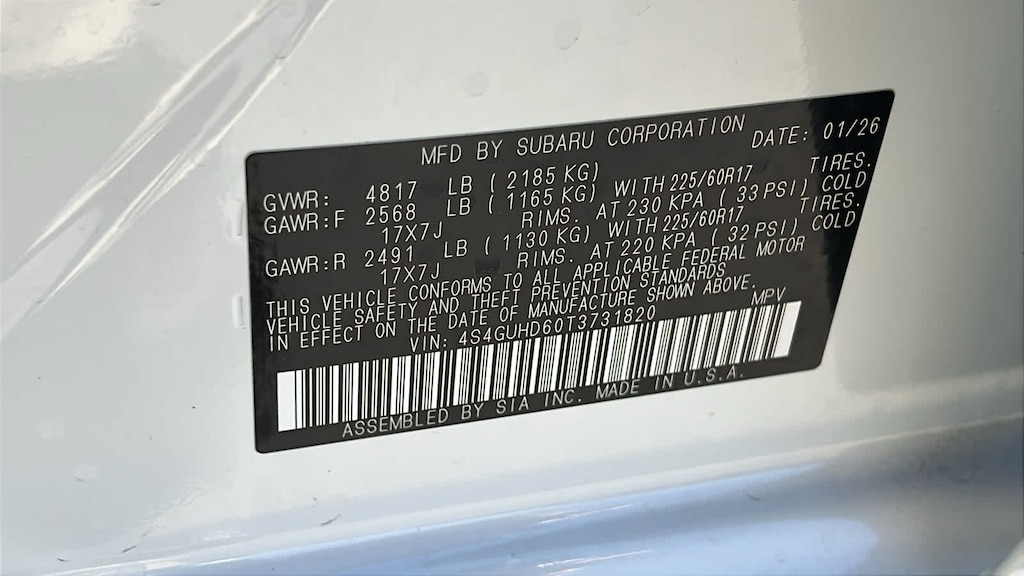 MFD BY SUBARU CORPORATION DATE: 01/26
GVWR: 4817 LB ( 2185 KG)
GAWR:F 2568 LB ( 1165 KG) WITH 225/60R17 TIRES.
17X7J RIMS. AT 230 KPA ( 33 PSI) COLD
GAWR:R 2491 LB ( 1130 KG) WITH 225/60R17 TIRES.
17X7J RIMS. AT 220 KPA ( 32 PSI) COLD
THIS VEHICLE CONFORMS TO ALL APPLICABLE FEDERAL MOTOR
VEHICLE SAFETY AND THEFT PREVENTION STANDARDS
IN EFFECT ON THE DATE OF MANUFACTURE SHOWN ABOVE.
VIN: 4S4GUHD60T3731820 MPV
ASSEMBLED BY SIA INC. MADE IN U.S.A.